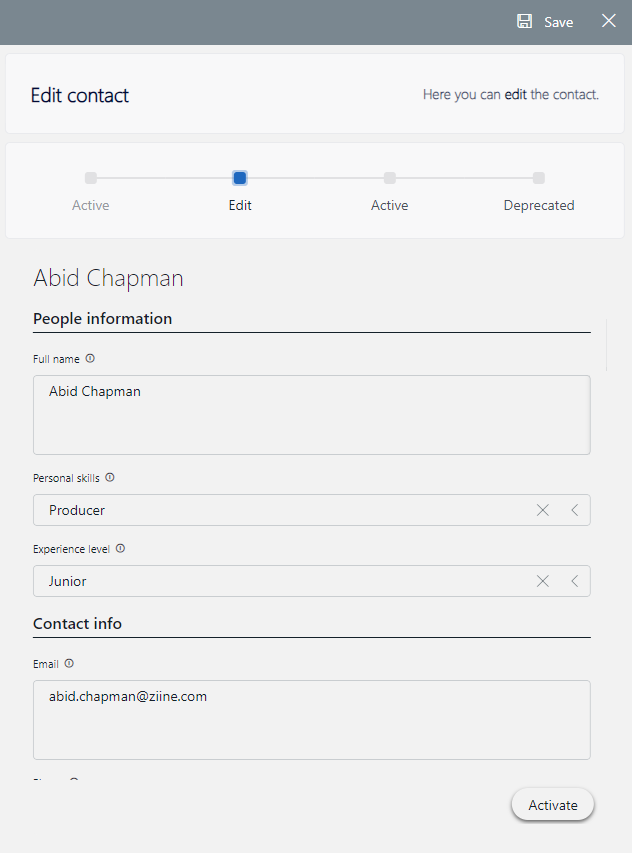 Save
Edit contact
Here you can edit the contact.
Active
Edit
Active
Deprecated
Abid Chapman
People information
Full name
Abid Chapman
Personal skills
Producer
Experience level
Junior
Contact info
Email
abid.chapman@ziine.com
Activate